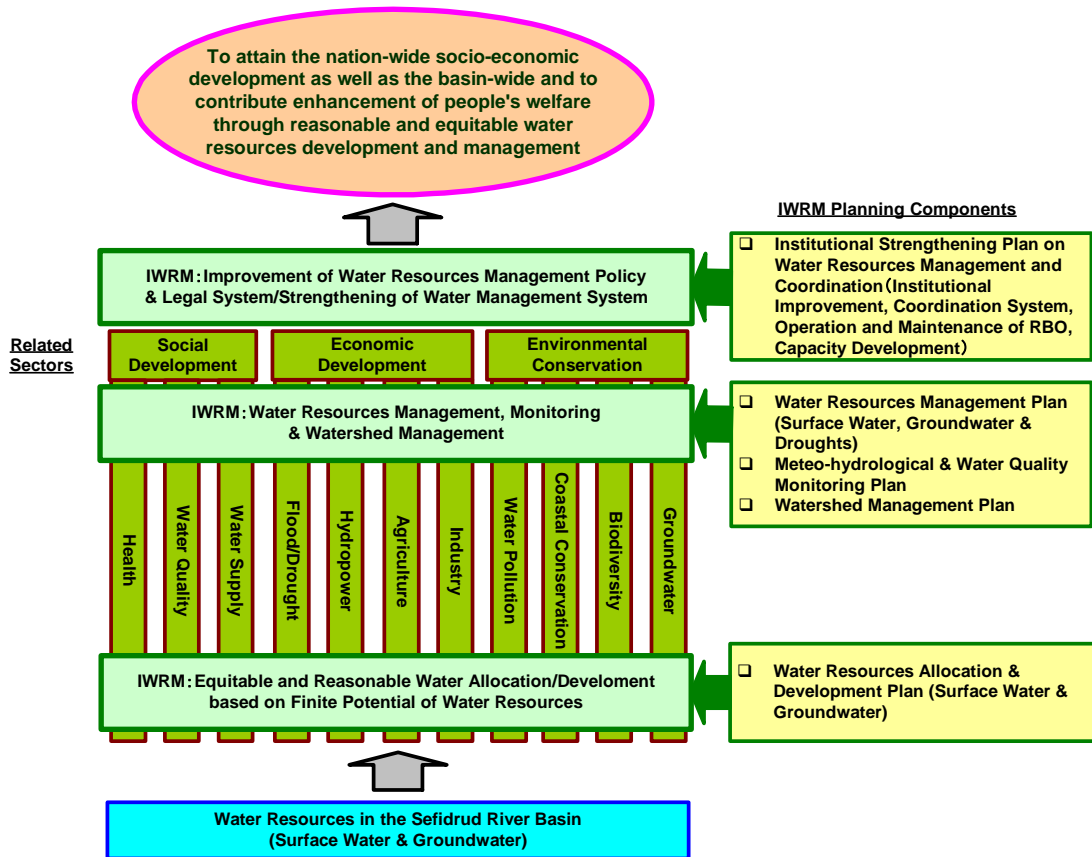 To attain the nation-wide socio-economic
development as well as the basin-wide and to
contribute enhancement of people's welfare
through reasonable and equitable water
resources development and management
IWRM Planning Components
IWRM：Improvement of Water Resources Management Policy
& Legal System/Strengthening of Water Management System
❑ Institutional Strengthening Plan on
Water Resources Management and
Coordination（Institutional
Improvement, Coordination System,
Operation and Maintenance of RBO,
Capacity Development）
Related
Sectors
Social
Development
Economic
Development
Environmental
Conservation
IWRM：Water Resources Management, Monitoring
& Watershed Management
❑ Water Resources Management Plan
(Surface Water, Groundwater &
Droughts)
❑ Meteo-hydrological & Water Quality
Monitoring Plan
❑ Watershed Management Plan
Health
Water Quality
Water Supply
Flood/Drought
Hydropower
Agriculture
Industry
Water Pollution
Coastal Conservation
Biodiversity
Groundwater
IWRM：Equitable and Reasonable Water Allocation/Develoment
based on Finite Potential of Water Resources
❑ Water Resources Allocation &
Development Plan (Surface Water &
Groundwater)
Water Resources in the Sefidrud River Basin
(Surface Water & Groundwater)